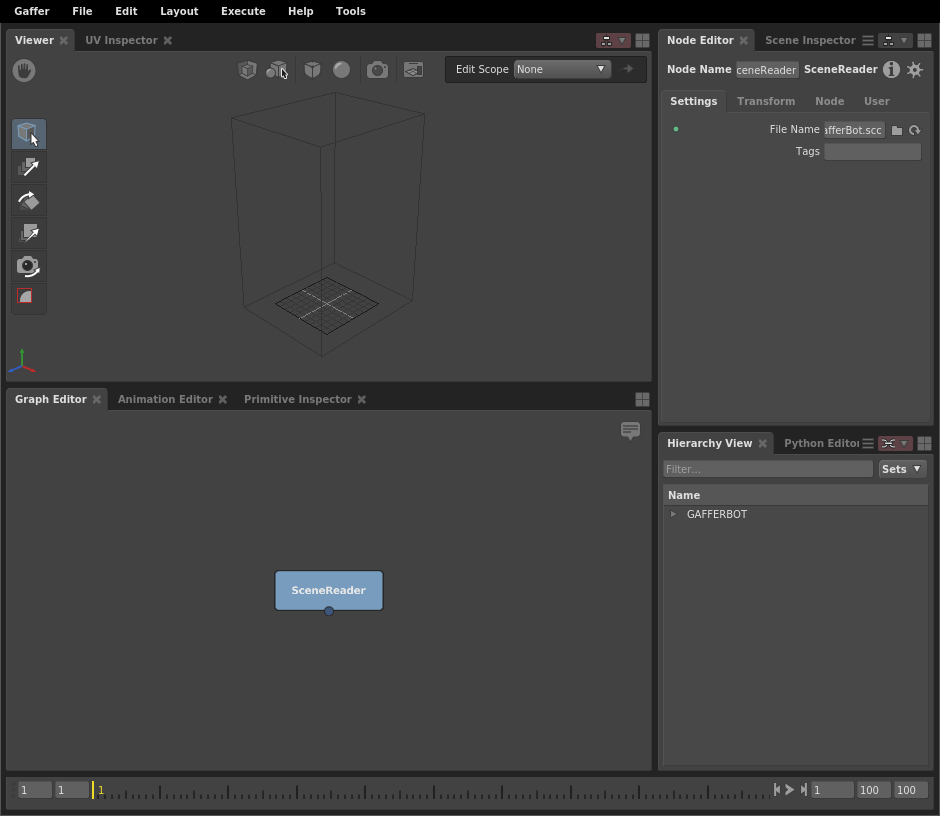 Gaffer File Edit Layout Execute Help Tools
Viewer UV Inspector
Edit Scope None
Node Editor Scene Inspector
Node Name ceneReader SceneReader
Settings Transform Node User
File Name afferBot.scc
Tags
Graph Editor Animation Editor Primitive Inspector
SceneReader
Hierarchy View Python Editor
Filter... Sets
Name
GAFFERBOT
1 1 1 1 100 100